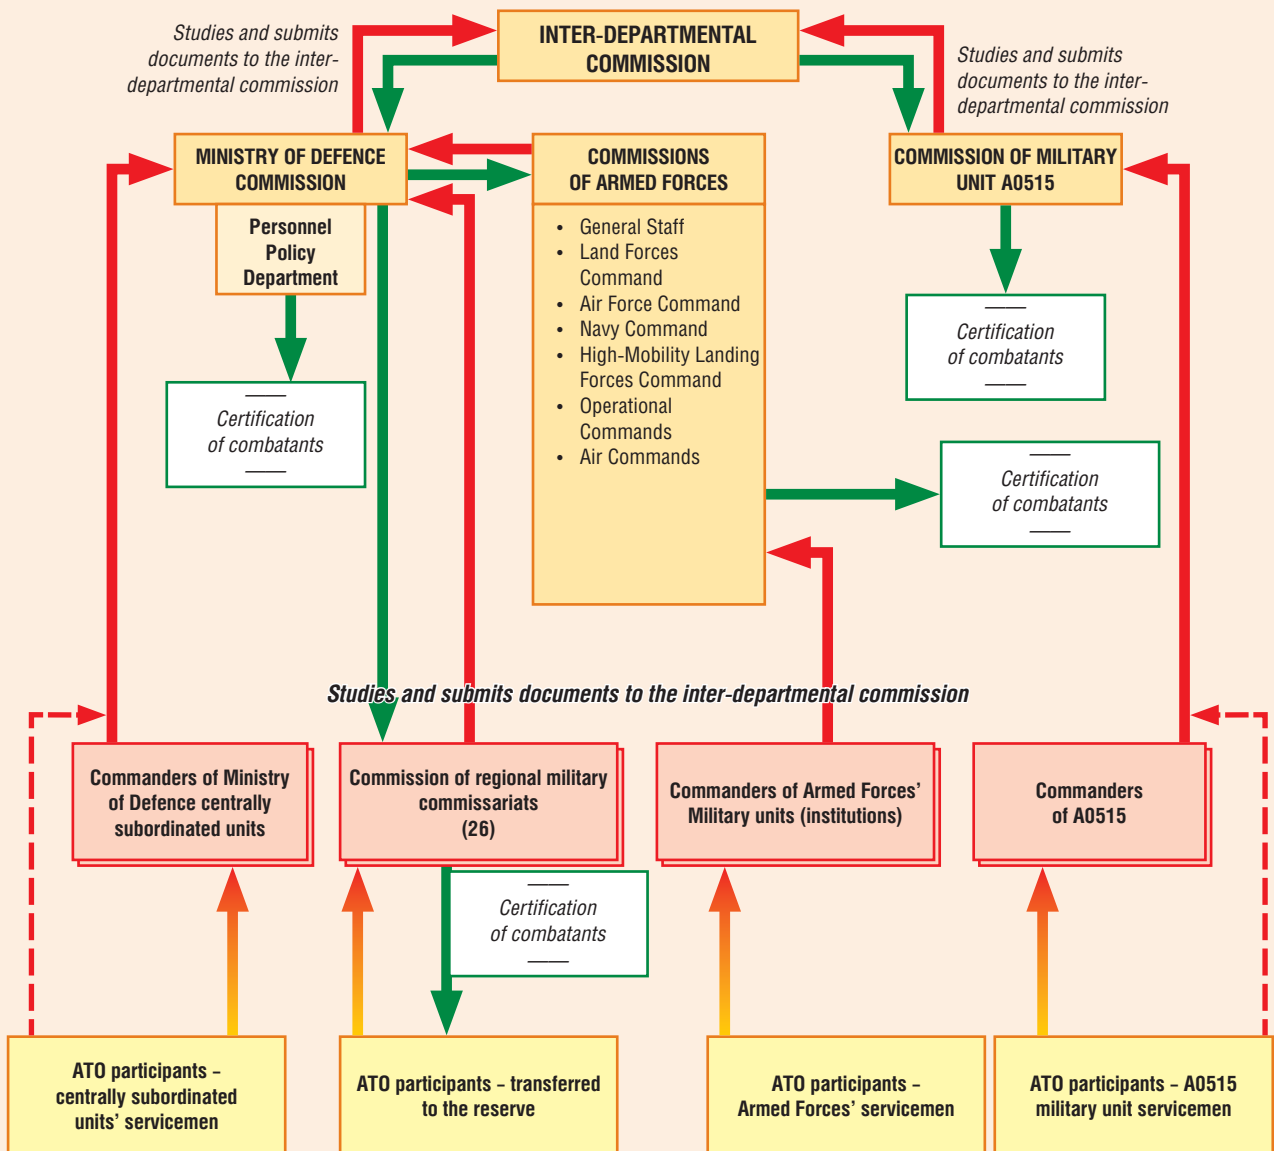 Studies and submits
documents to the inter-
departmental commission
INTER-DEPARTMENTAL
COMMISSION
Studies and submits
documents to the inter-
departmental commission
MINISTRY OF DEFENCE
COMMISSION
COMMISSIONS
OF ARMED FORCES
COMMISSION OF MILITARY
UNIT A0515
Personnel
Policy
Department
• General Staff
• Land Forces
Command
• Air Force Command
• Navy Command
• High-Mobility Landing
Forces Command
• Operational
Commands
• Air Commands
Certification
of combatants
Certification
of combatants
Certification
of combatants
Studies and submits documents to the inter-departmental commission
Commanders of Ministry
of Defence centrally
subordinated units
Commission of regional military
commissariats
(26)
Commanders of Armed Forces’
Military units (institutions)
Commanders
of A0515
Certification
of combatants
ATO participants –
centrally subordinated
units’ servicemen
ATO participants – transferred
to the reserve
ATO participants –
Armed Forces’ servicemen
ATO participants – A0515
military unit servicemen